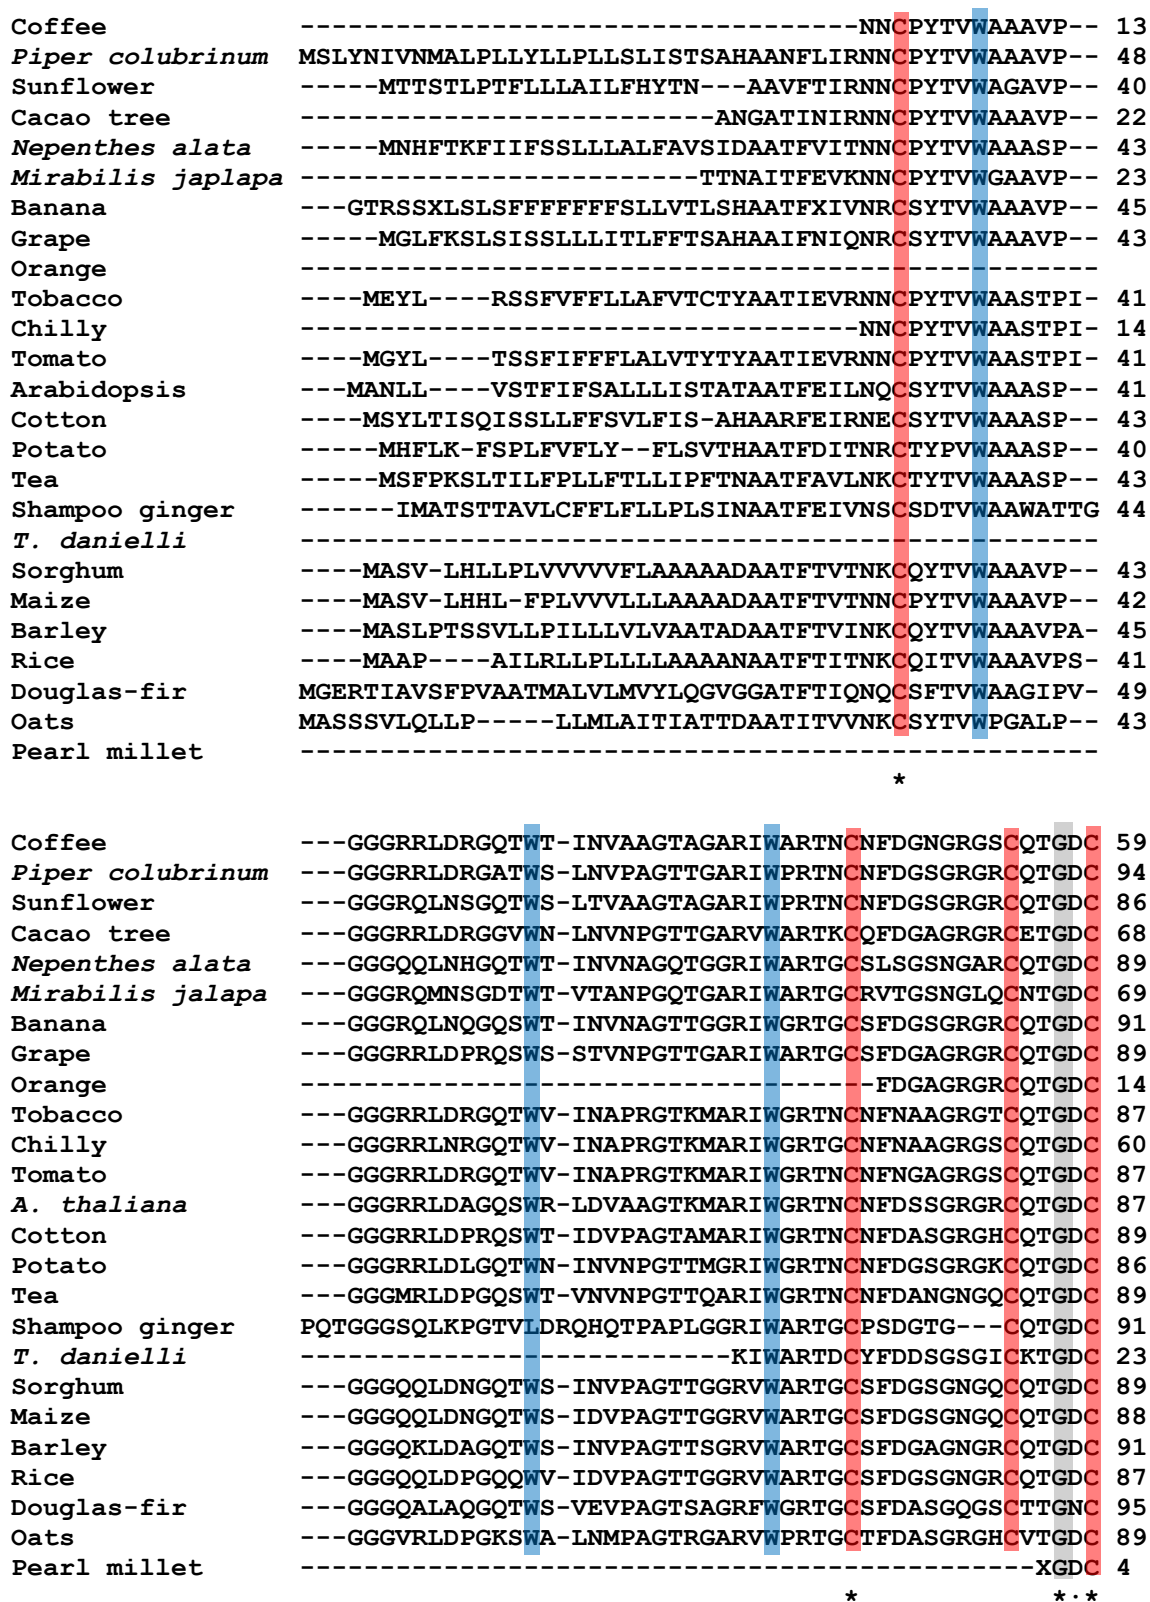 Coffee -----------------------------------NNCPYTVWAAAVP-- 13
Piper colubrinum MSLYNIVNMALPLLYLLPLLSLISTSAHAANFLIRNNCPYTVWAAAVP-- 48
Sunflower -----MTTSTLPTFLLLAILFHYTN---AAVFTIRNNCPYTVWAGAVP-- 40
Cacao tree --------------------------ANGATINIRNNCPYTVWAAAVP-- 22
Nepenthes alata -----MNHFTKFIIFSSLLLALFAVSIDAATFVITNNCPYTVWAAASP-- 43
Mirabilis japlapa -------------------------TTNAITFEVKNNCPYTVWGAAVP-- 23
Banana ---GTRSSXLSLSFFFFFFFSLLVTLSHAATFXIVNRCSYTVWAAAVP-- 45
Grape -----MGLFKSLSISSLLLITLFFTSAHAAIFNIQNRCSYTVWAAAVP-- 43
Orange --------------------------------------------------
Tobacco ----MEYL----RSSFVFFLLAFVTCTYAATIEVRNNCPYTVWAASTPI- 41
Chilly -----------------------------------NNCPYTVWAASTPI- 14
Tomato ----MGYL----TSSFIFFFLALVTYTYAATIEVRNNCPYTVWAASTPI- 41
Arabidopsis ---MANLL----VSTFIFSALLLISTATAATFEILNQCSYTVWAAASP-- 41
Cotton ----MSYLTISQISSLLFFSVLFIS-AHAARFEIRNECSYTVWAAASP-- 43
Potato -----MHFLK-FSPLFVFLY--FLSVTHAATFDITNRCTYPVWAAASP-- 40
Tea -----MSFPKSLTILFPLLFTLLIPFTNAATFAVLNKCTYTVWAAASP-- 43
Shampoo ginger ------IMATSTTAVLCFFLFLLPLSINAATFEIVNSCSDTVWAAWATTG 44
T. danielli --------------------------------------------------
Sorghum ----MASV-LHLLPLVVVVVFLAAAAADAATFTVTNKCQYTVWAAAVP-- 43
Maize ----MASV-LHHL-FPLVVVLLLAAAADAATFTVTNNCPYTVWAAAVP-- 42
Barley ----MASLPTSSVLLPILLLVLVAATADAATFTVINKCQYTVWAAAVPA- 45
Rice ----MAAP----AILRLLPLLLLAAAANAATFTITNKCQITVWAAAVPS- 41
Douglas-fir MGERTIAVSFPVAATMALVLMVYLQGVGGATFTIQNQCSFTVWAAGIPV- 49
Oats MASSSVLQLLP-----LLMLAITIATTDAATITVVNKCSYTVWPGALP-- 43
Pearl millet --------------------------------------------------
*
Coffee ---GGGRRLDRGQTWT-INVAAGTAGARIWARTNCNFDGNGRGSCQTGDC 59
Piper colubrinum ---GGGRRLDRGATWS-LNVPAGTTGARIWPRTNCNFDGSGRGRCQTGDC 94
Sunflower ---GGGRQLNSGQTWS-LTVAAGTAGARIWPRTNCNFDGSGRGRCQTGDC 86
Cacao tree ---GGGRRLDRGGVWN-LNVNPGTTGARVWARTKCQFDGAGRGRCETGDC 68
Nepenthes alata ---GGGQQLNHGQTWT-INVNAGQTGGRIWARTGCSLSGSNGARCQTGDC 89
Mirabilis jalapa ---GGGRQMNSGDTWT-VTANPGQTGARIWARTGCRVTGSNGLQCNTGDC 69
Banana ---GGGRQLNQGQSWT-INVNAGTTGGRIWGRTGCSFDGSGRGRCQTGDC 91
Grape ---GGGRRLDPRQSWS-STVNPGTTGARIWARTGCSFDGAGRGRCQTGDC 89
Orange ------------------------------------FDGAGRGRCQTGDC 14
Tobacco ---GGGRRLDRGQTWV-INAPRGTKMARIWGRTNCNFNAAGRGTCQTGDC 87
Chilly ---GGGRRLNRGQTWV-INAPRGTKMARIWGRTGCNFNAAGRGSCQTGDC 60
Tomato ---GGGRRLDRGQTWV-INAPRGTKMARIWGRTNCNFNGAGRGSCQTGDC 87
A. thaliana ---GGGRRLDAGQSWR-LDVAAGTKMARIWGRTNCNFDSSGRGRCQTGDC 87
Cotton ---GGGRRLDPRQSWT-IDVPAGTAMARIWGRTNCNFDASGRGHCQTGDC 89
Potato ---GGGRRLDLGQTWN-INVNPGTTMGRIWGRTNCNFDGSGRGKCQTGDC 86
Tea ---GGGMRLDPGQSWT-VNVNPGTTQARIWGRTNCNFDANGNGQCQTGDC 89
Shampoo ginger PQTGGGSQLKPGTVLDRQHQTPAPLGGRIWARTGCPSDGTG---CQTGDC 91
T. danielli ---------------------------KIWARTDCYFDDSGSGICKTGDC 23
Sorghum ---GGGQQLDNGQTWS-INVPAGTTGGRVWARTGCSFDGSGNGQCQTGDC 89
Maize ---GGGQQLDNGQTWS-IDVPAGTTGGRVWARTGCSFDGSGNGQCQTGDC 88
Barley ---GGGQKLDAGQTWS-INVPAGTTSGRVWARTGCSFDGAGNGRCQTGDC 91
Rice ---GGGQQLDPGQQWV-IDVPAGTTGGRVWARTGCSFDGSGNGRCQTGDC 87
Douglas-fir ---GGGQALAQGQTWS-VEVPAGTSAGRFWGRTGCSFDASGQGSCTTGNC 95
Oats ---GGGVRLDPGKSWA-LNMPAGTRGARVWPRTGCTFDASGRGHCVTGDC 89
Pearl millet ----------------------------------------------XGDC 4
* *·*